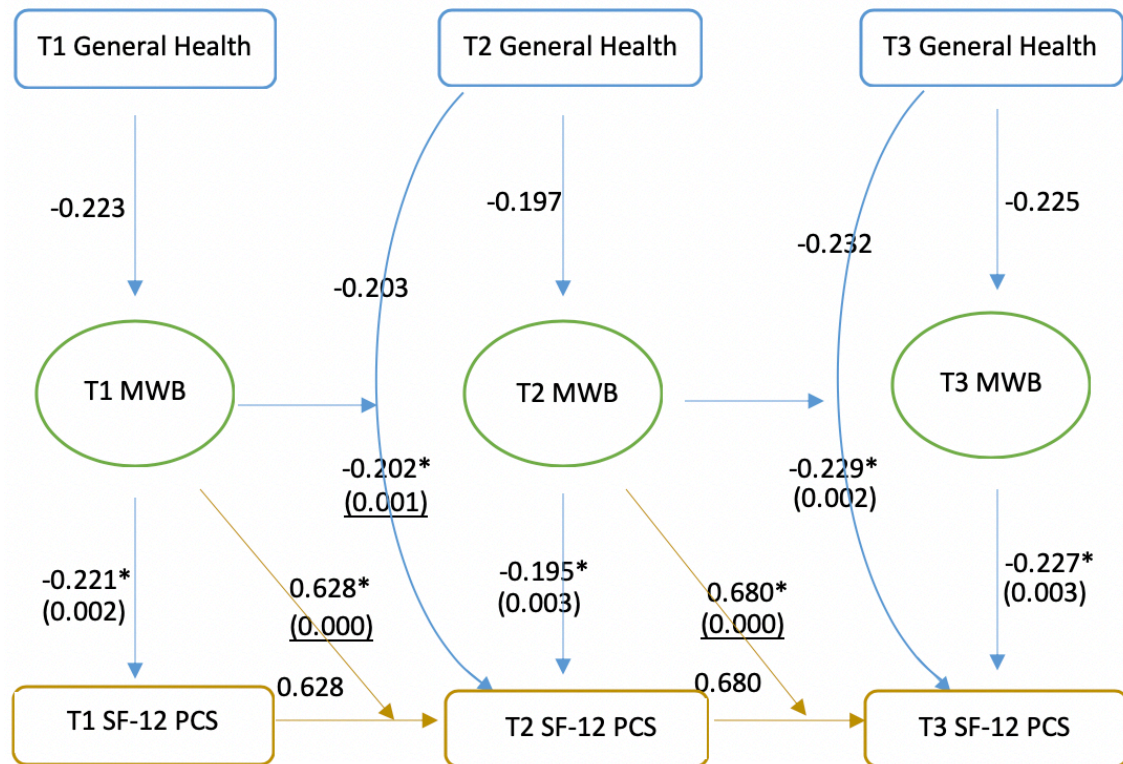 T1 General Health
T2 General Health
T3 General Health
-0.223
-0.197
-0.225
-0.203
-0.232
T1 MWB
T2 MWB
T3 MWB
-0.202*
(0.001)
-0.229*
(0.002)
-0.221*
(0.002)
0.628*
(0.000)
-0.195*
(0.003)
0.680*
(0.000)
-0.227*
(0.003)
0.628
0.680
T1 SF-12 PCS
T2 SF-12 PCS
T3 SF-12 PCS